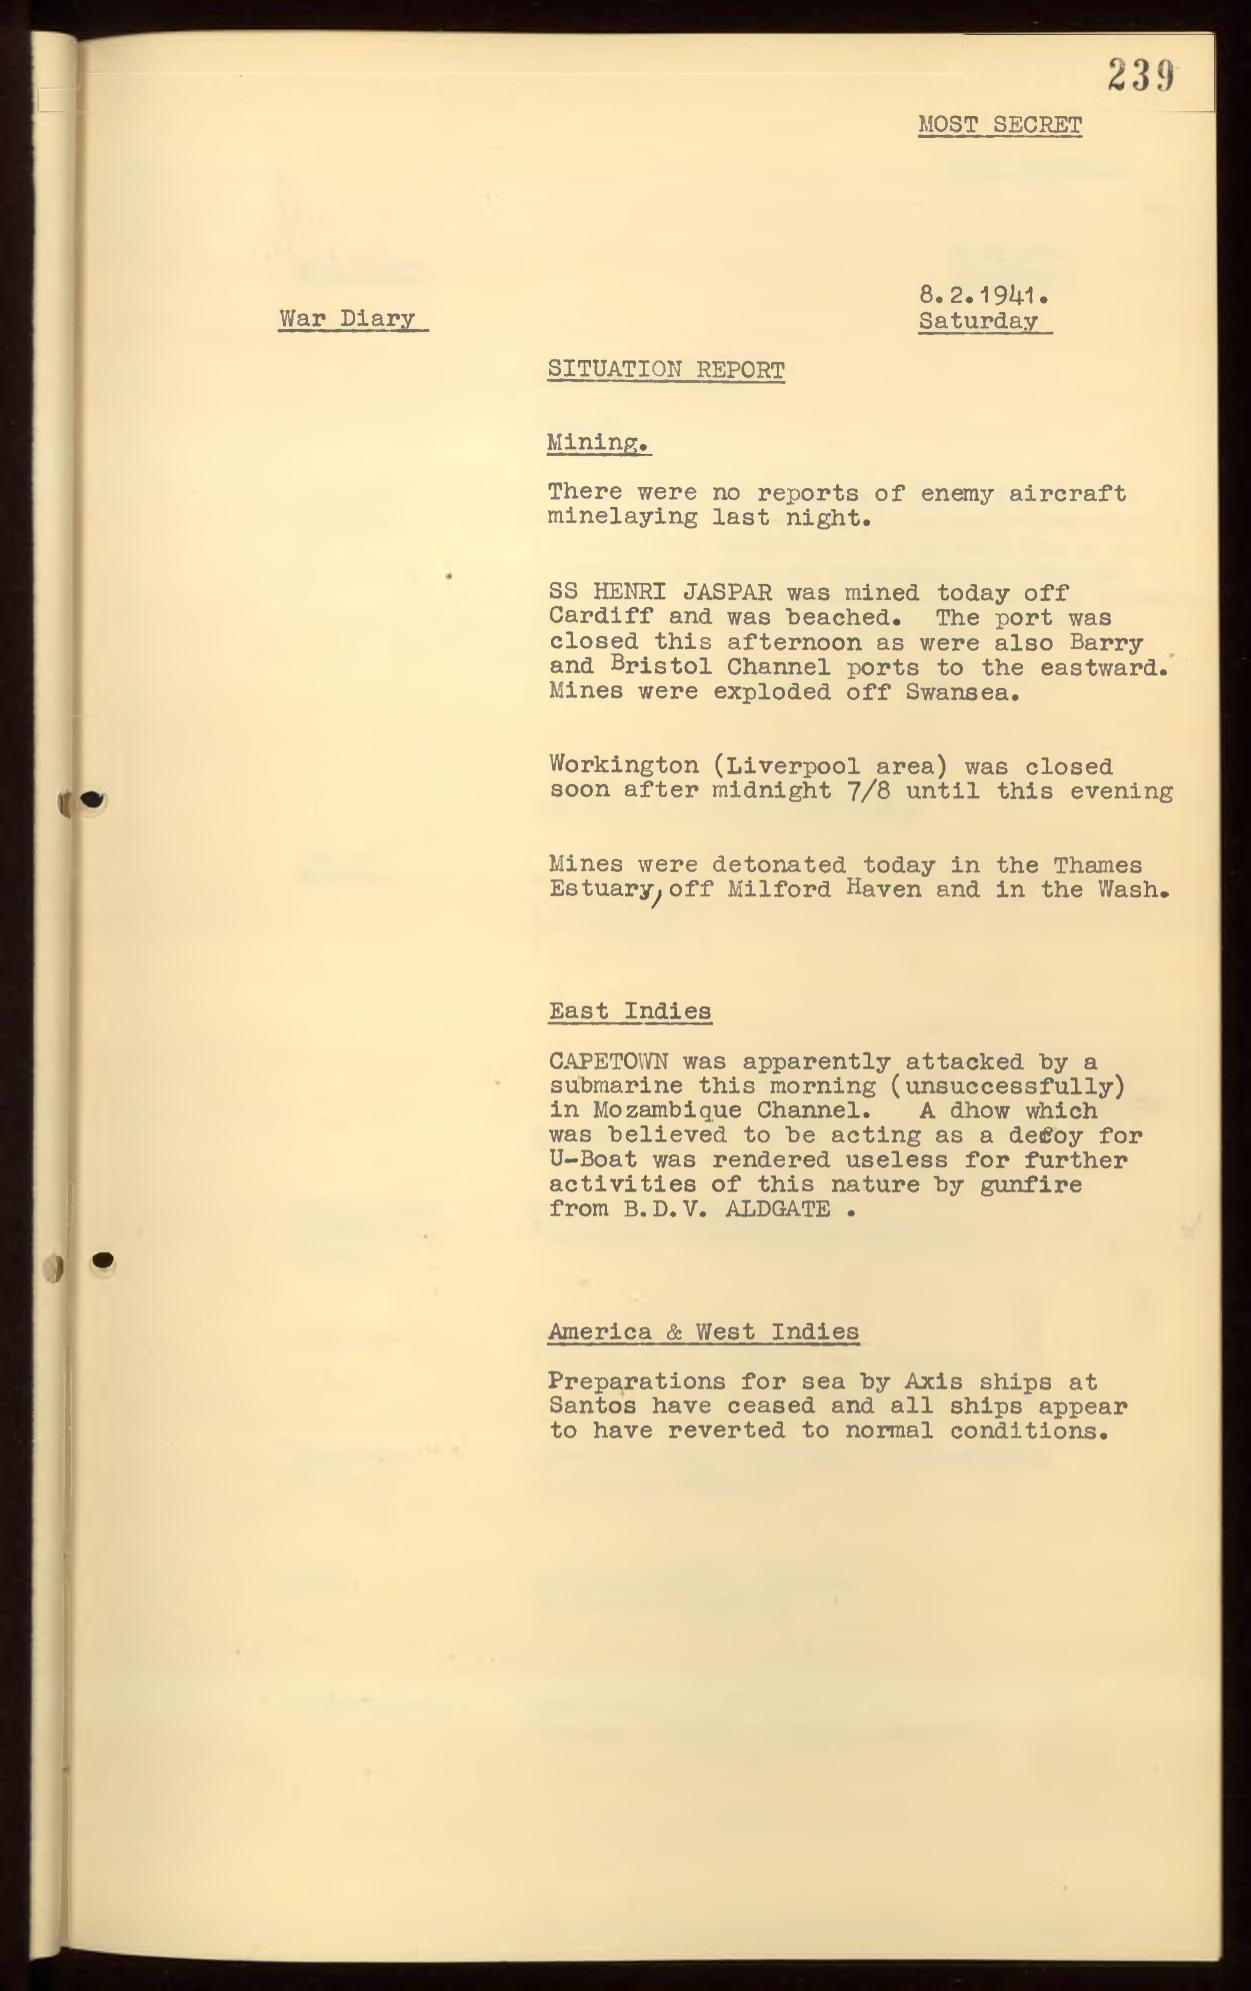 239
MOST SECRET
8.2.1941.
War Diary
Saturday
SITUATION REPORT
Mining.
There were no reports of enemy aircraft
minelaying last night.
SS HENRI JASPAR was mined today off
Cardiff and was beached. The port was
closed this afternoon as were also Barry
and Bristol Channel ports to the eastward.
Mines were exploded off Swansea.
Workington (Liverpool area) was closed
soon after midnight 7/8 until this evening
Mines were detonated today in the Thames
Estuary, off Milford Haven and in the Wash.
East Indies
CAPETOWN was apparently attacked by a
submarine this morning (unsuccessfully)
in Mozambique Channel. A dhow which
was believed to be acting as a decoy for
U-Boat was rendered useless for further
activities of this nature by gunfire
from B.D.V. ALDGATE .
America & West Indies
Preparations for sea by Axis ships at
Santos have ceased and all ships appear
to have reverted to normal conditions.